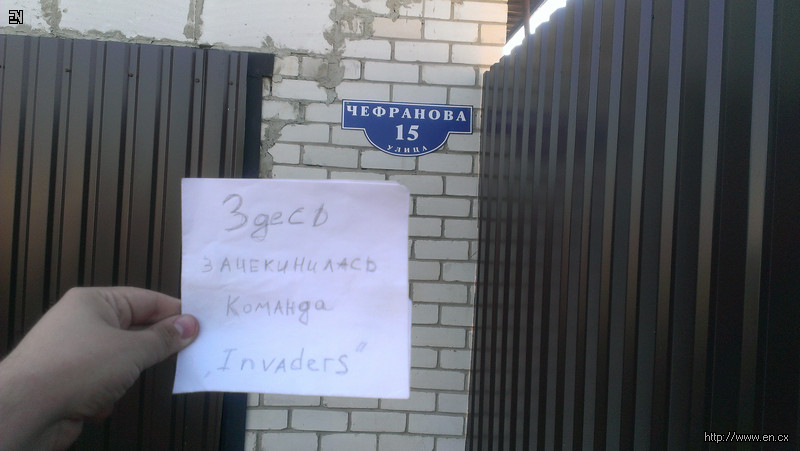 EN
ЧЕФРАНОВА
15
УЛИЦА
Здесь
зачекинилась
команда
„Invaders"
http://www.en.cx